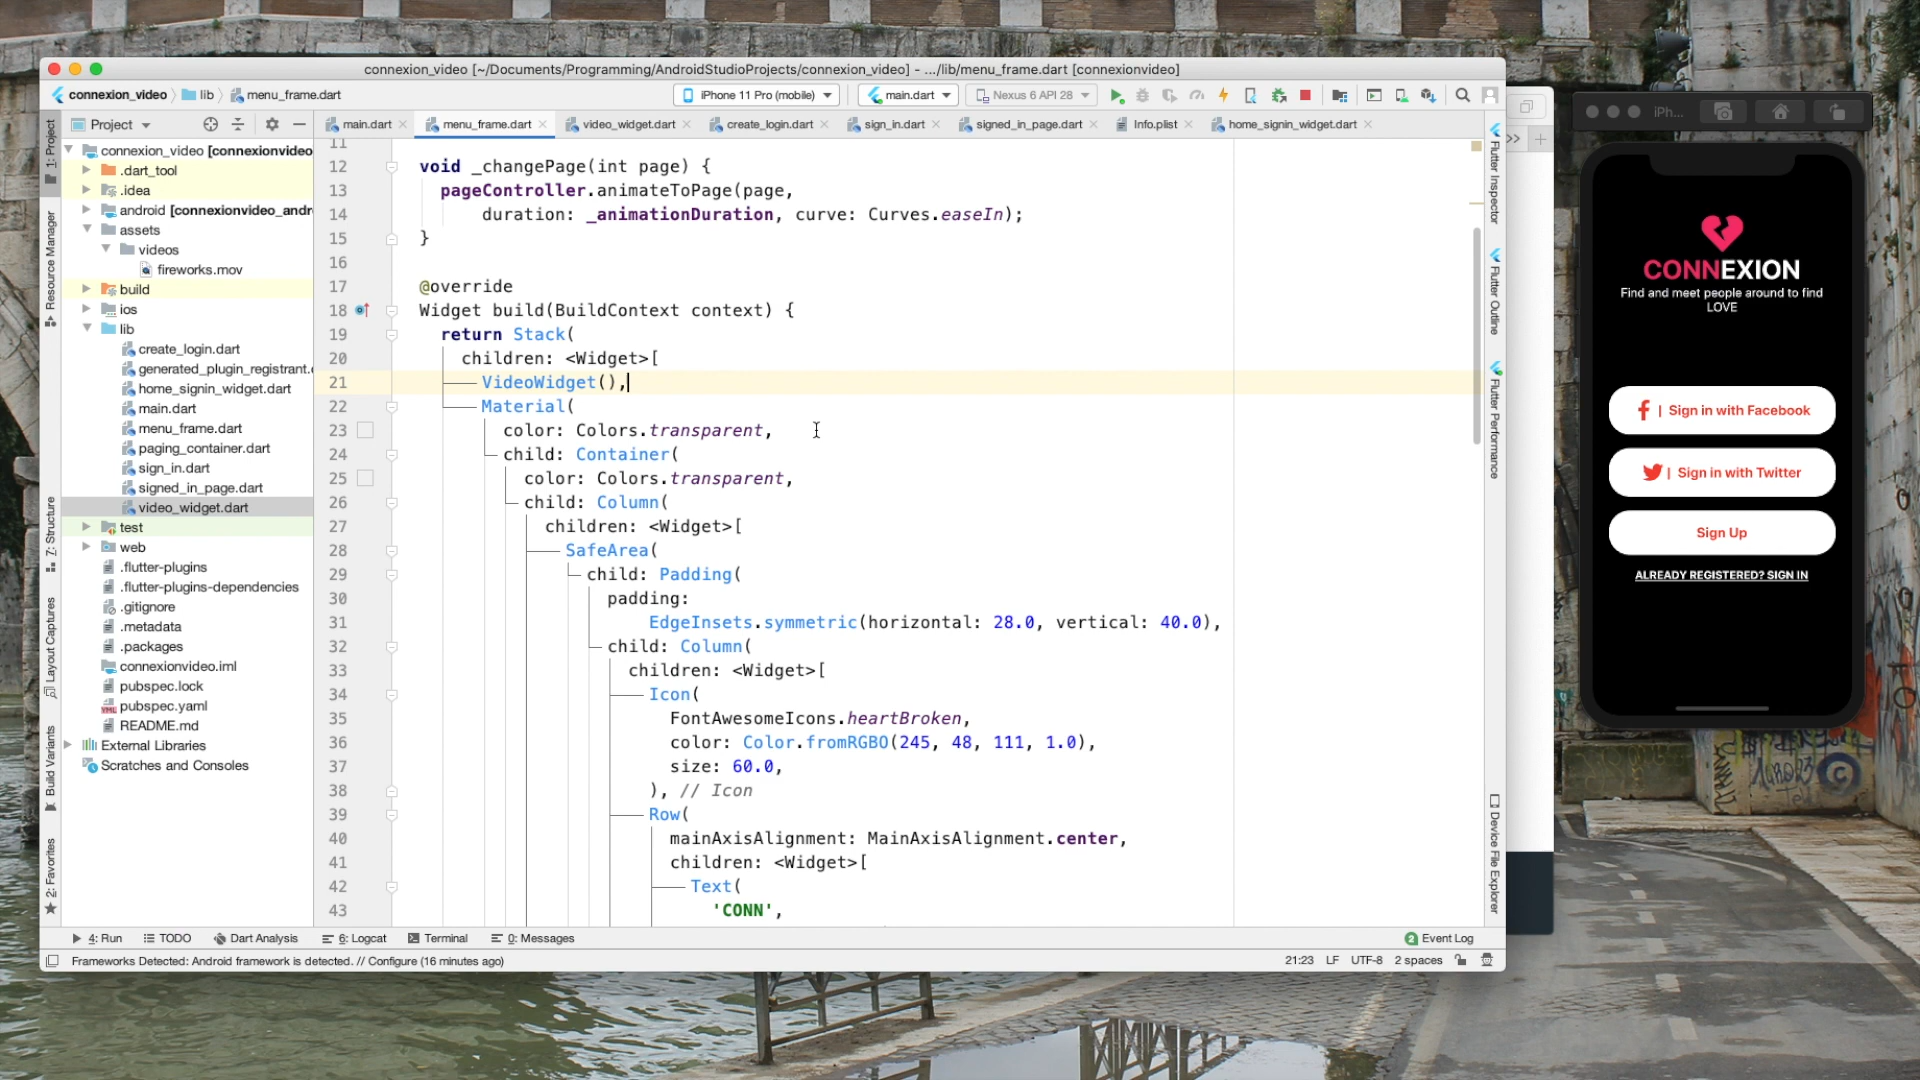 connexion_video [~/Documents/Programming/AndroidStudioProjects/connexion_video] - .../lib/menu_frame.dart [connexionvideo]
connexion_video lib menu_frame.dart
iPhone 11 Pro (mobile) main.dart Nexus 6 API 28
Project
main.dart menu_frame.dart video_widget.dart create_login.dart sign_in.dart signed_in_page.dart Info.plist home_signin_widget.dart
1: Project
Resource Manager
7: Structure
Layout Captures
Build Variants
2: Favorites
connexion_video [connexionvideo
.dart_tool
.idea
android [connexionvideo_andr
assets
videos
fireworks.mov
build
ios
lib
create_login.dart
generated_plugin_registrant.
home_signin_widget.dart
main.dart
menu_frame.dart
paging_container.dart
sign_in.dart
signed_in_page.dart
video_widget.dart
test
web
.flutter-plugins
.flutter-plugins-dependencies
.gitignore
.metadata
.packages
connexionvideo.iml
pubspec.lock
pubspec.yaml
README.md
External Libraries
Scratches and Consoles
11
12 void _changePage(int page) {
13 pageController.animateToPage(page,
14 duration: _animationDuration, curve: Curves.easeIn);
15 }
16
17 @override
18 Widget build(BuildContext context) {
19 return Stack(
20 children: <Widget>[
21 VideoWidget(),
22 Material(
23 color: Colors.transparent,
24 child: Container(
25 color: Colors.transparent,
26 child: Column(
27 children: <Widget>[
28 SafeArea(
29 child: Padding(
30 padding:
31 EdgeInsets.symmetric(horizontal: 28.0, vertical: 40.0),
32 child: Column(
33 children: <Widget>[
34 Icon(
35 FontAwesomeIcons.heartBroken,
36 color: Color.fromRGBO(245, 48, 111, 1.0),
37 size: 60.0,
38 ), // Icon
39 Row(
40 mainAxisAlignment: MainAxisAlignment.center,
41 children: <Widget>[
42 Text(
43 'CONN',
Flutter Inspector
Flutter Outline
Flutter Performance
Device File Explorer
4: Run TODO Dart Analysis 6: Logcat Terminal 0: Messages 2 Event Log
Frameworks Detected: Android framework is detected. // Configure (16 minutes ago) 21:23 LF UTF-8 2 spaces
iPh...
CONNEXION
Find and meet people around to find
LOVE
| Sign in with Facebook
| Sign in with Twitter
Sign Up
ALREADY REGISTERED? SIGN IN